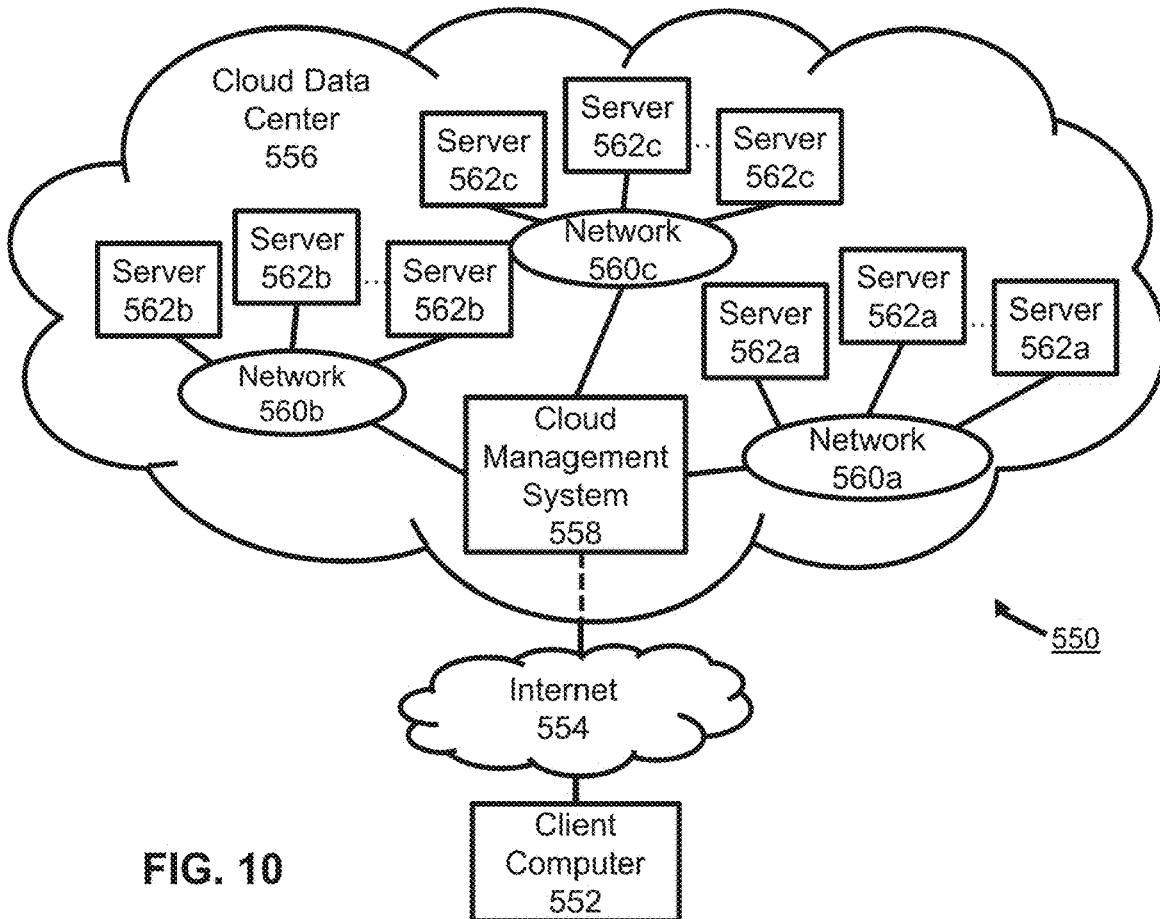 Cloud Data
Center
556
Server
562c
Server
562c
...
Server
562c
Network
560c
Server
562b
Server
562b
...
Server
562b
Network
560b
Server
562a
Server
562a
...
Server
562a
Network
560a
Cloud
Management
System
558
550
Internet
554
Client
Computer
552
FIG. 10